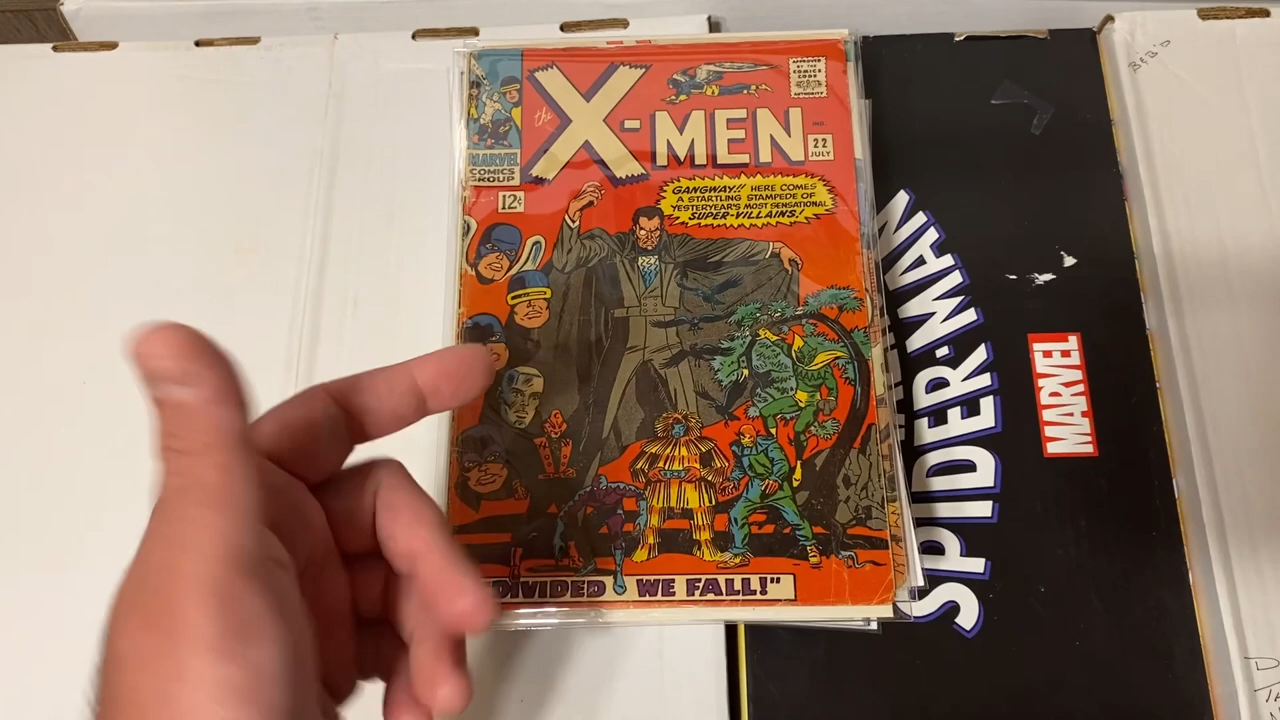 the X-MEN
APPROVED
BY THE
COMICS
CODE
AUTHORITY
IND.
22
JULY
MARVEL
COMICS
GROUP
12¢
GANGWAY!! HERE COMES
A STARTLING STAMPEDE OF
YESTERYEAR'S MOST SENSATIONAL
SUPER-VILLAINS!
DIVIDED WE FALL!"
SPIDER-MAN
MARVEL
B&B'D